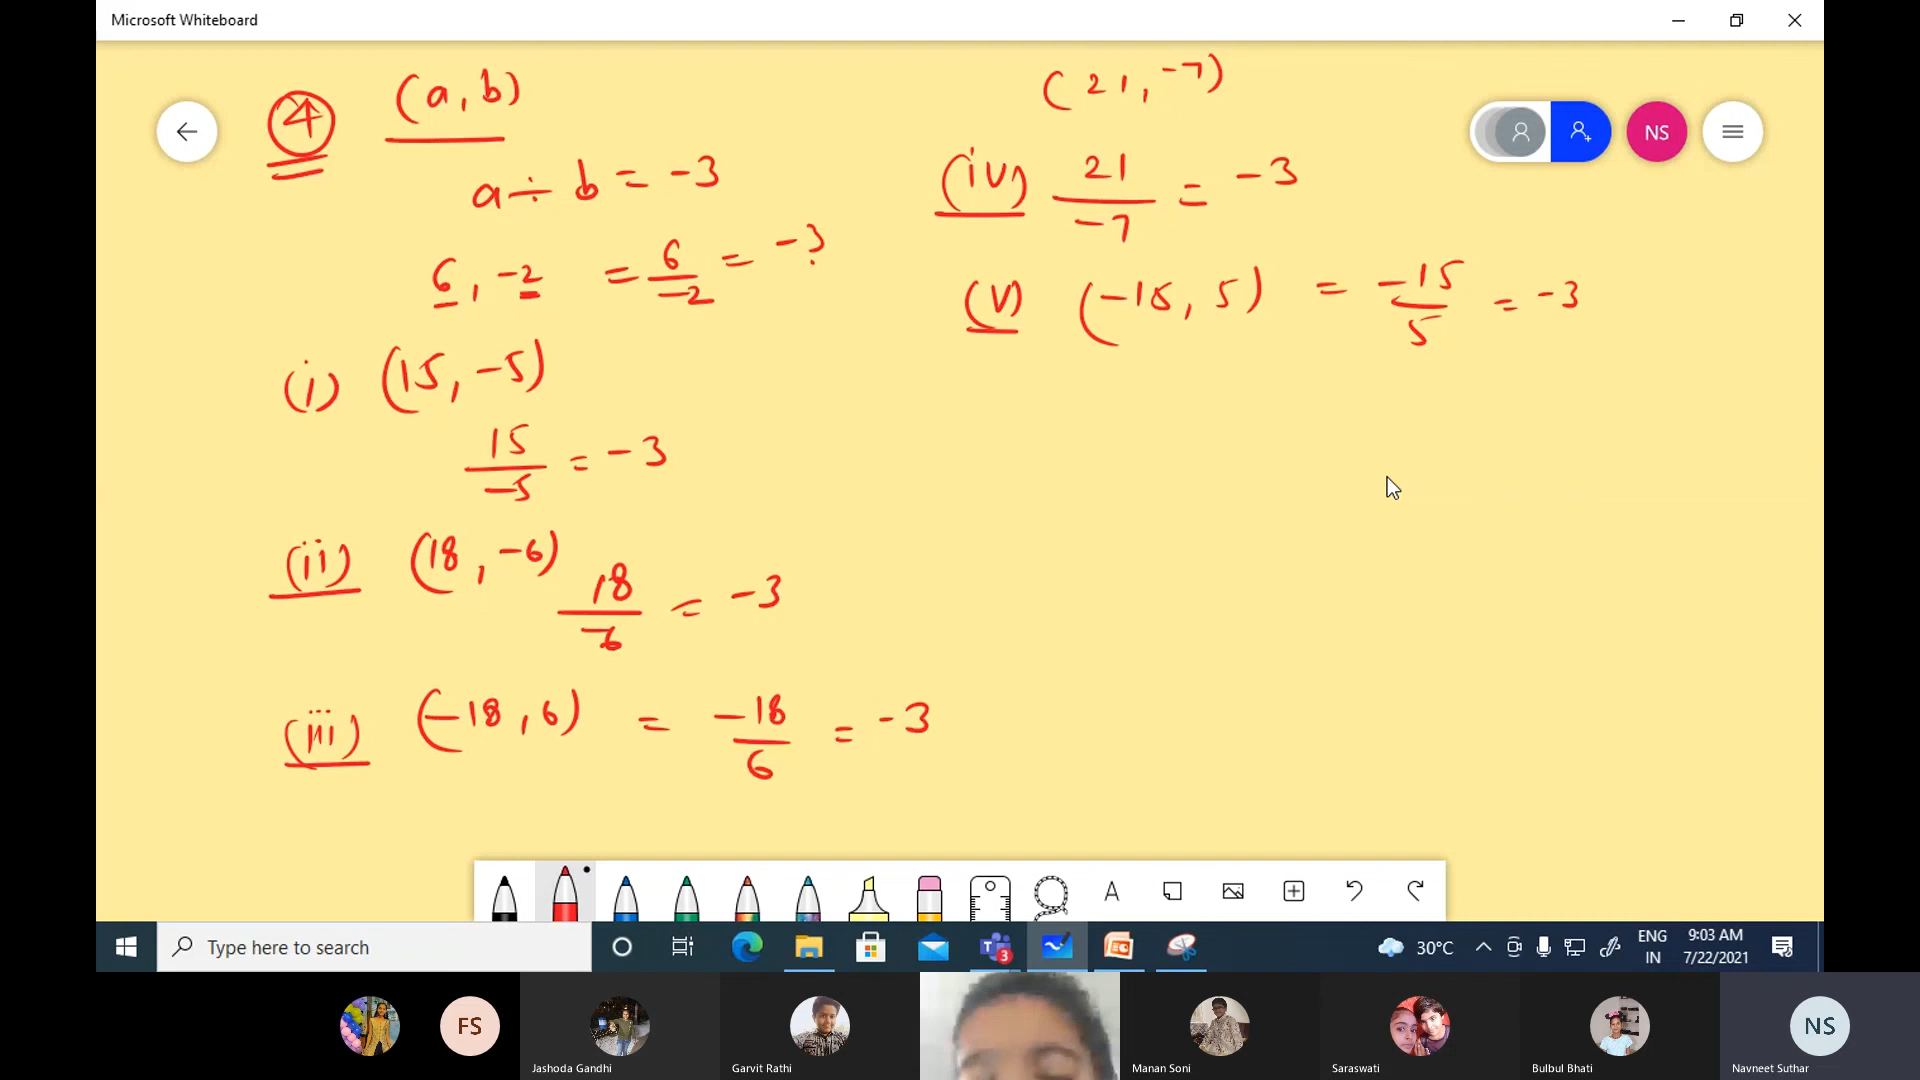 Microsoft Whiteboard
④ (a, b)
a ÷ b = -3
6, -2 = 6/-2 = -3
(i) (15, -5)
15/-5 = -3
(ii) (18, -6)
18/-6 = -3
(iii) (-18, 6) = -18/6 = -3
(21, -7)
(iv) 21/-7 = -3
(v) (-15, 5) = -15/5 = -3
NS
A
Type here to search
3
30°C
ENG
IN
9:03 AM
7/22/2021
FS
Jashoda Gandhi
Garvit Rathi
Manan Soni
Saraswati
Bulbul Bhati
NS
Navneet Suthar